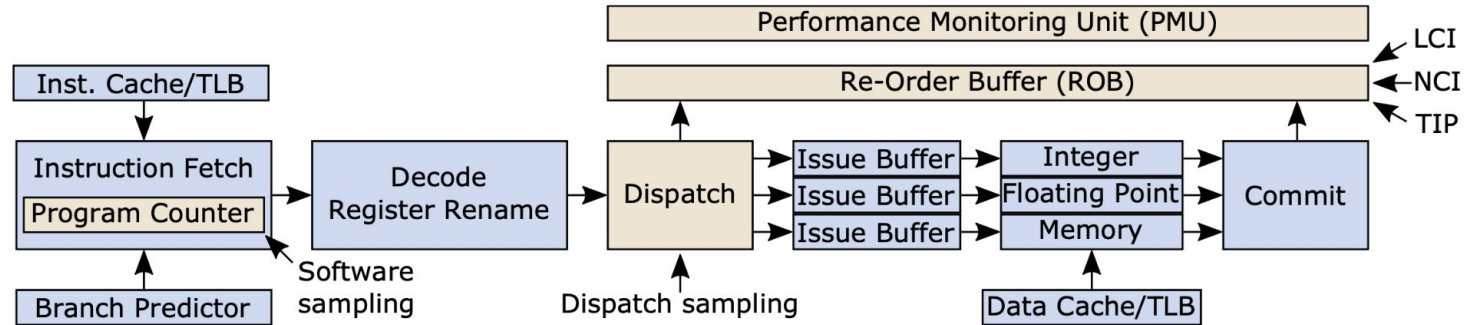 Performance Monitoring Unit (PMU)
LCI
Inst. Cache/TLB
Re-Order Buffer (ROB)
NCI
TIP
Instruction Fetch
Program Counter
Decode
Register Rename
Dispatch
Issue Buffer
Issue Buffer
Issue Buffer
Integer
Floating Point
Memory
Commit
Software
sampling
Branch Predictor
Dispatch sampling
Data Cache/TLB